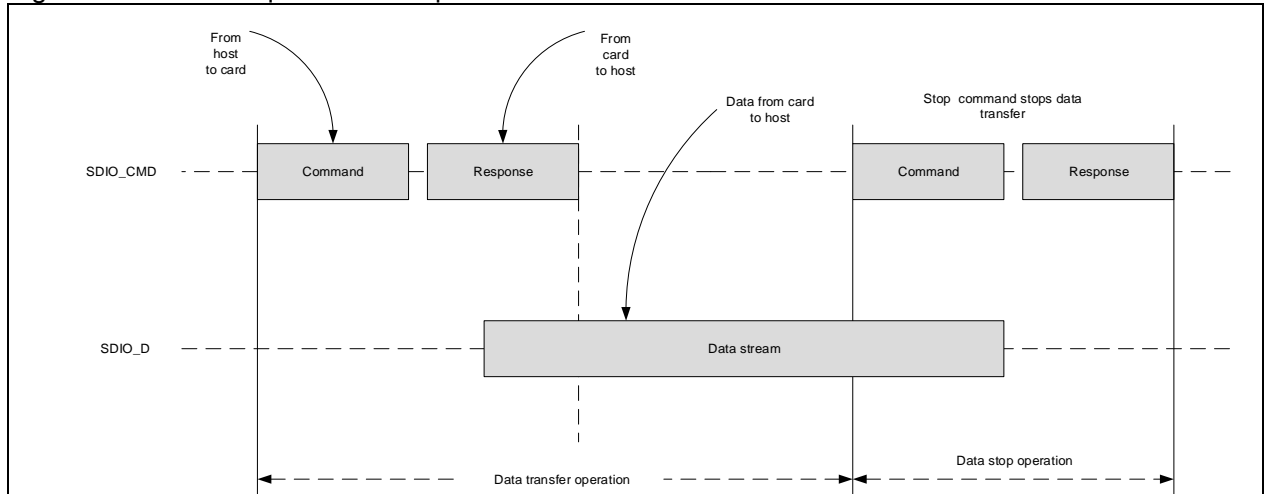 From
host
to card
From
card
to host
Data from card
to host
Stop command stops data
transfer
SDIO_CMD
Command
Response
Command
Response
SDIO_D
Data stream
Data transfer operation
Data stop operation